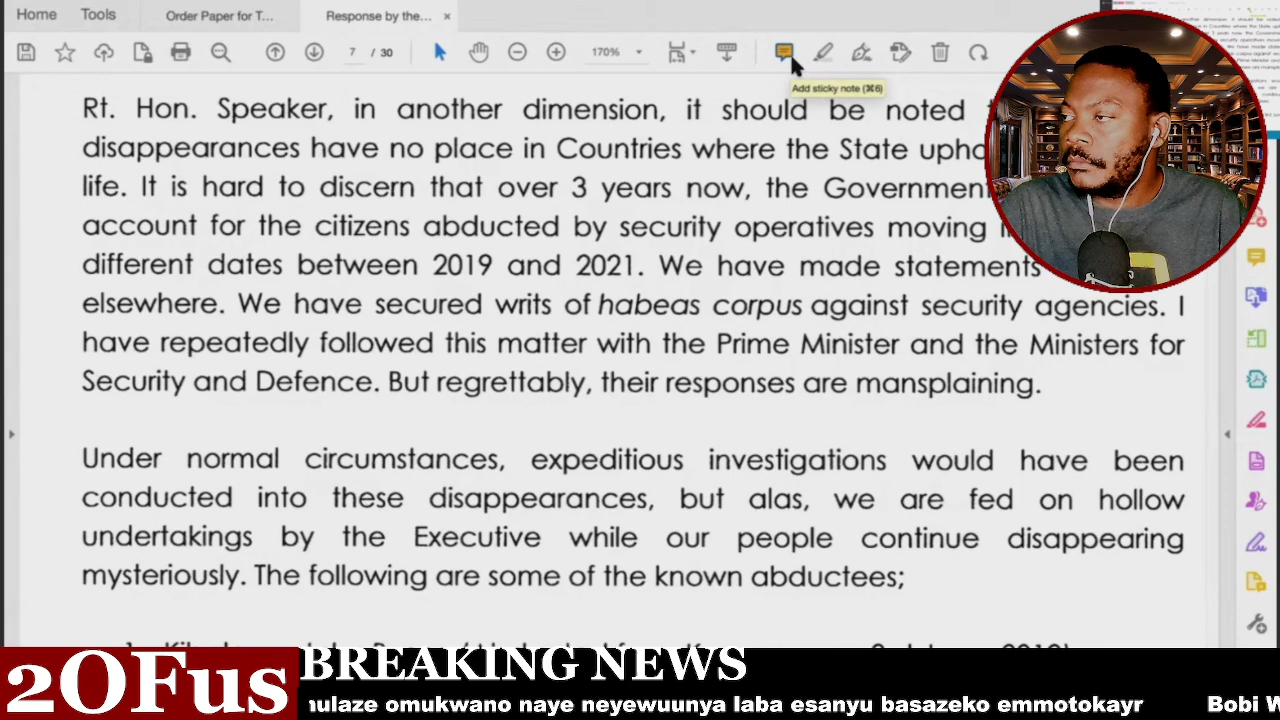 Home
Tools
Order Paper for T...
Response by the...
7 / 30
170%
Add sticky note (⌘6)
Rt. Hon. Speaker, in another dimension, it should be noted
disappearances have no place in Countries where the State
life. It is hard to discern that over 3 years now, the Government
account for the citizens abducted by security operatives moving
different dates between 2019 and 2021. We have made statements
elsewhere. We have secured writs of habeas corpus against security agencies. I
have repeatedly followed this matter with the Prime Minister and the Ministers for
Security and Defence. But regrettably, their responses are mansplaining.
Under normal circumstances, expeditious investigations would have been
conducted into these disappearances, but alas, we are fed on hollow
undertakings by the Executive while our people continue disappearing
mysteriously. The following are some of the known abductees;
2OFus
BREAKING NEWS
omukwano naye neyewuunya laba esanyu basazeko emmotokayr
Bobi